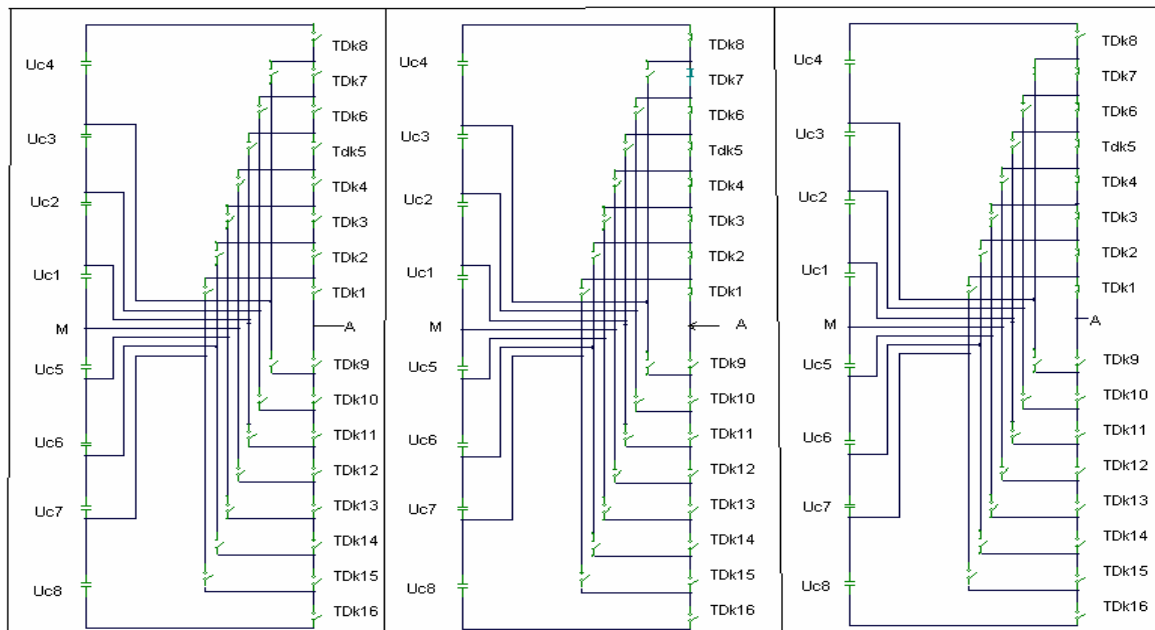 TDk8
Uc4
TDk7
TDk6
Uc3
TDk5
TDk4
Uc2
TDk3
TDk2
Uc1
TDk1
M
A
Uc5
TDk9
TDk10
TDk11
Uc6
TDk12
TDk13
Uc7
TDk14
TDk15
Uc8
TDk16
TDk8
Uc4
TDk7
TDk6
Uc3
Tdk5
TDk4
Uc2
TDk3
TDk2
Uc1
TDk1
M
A
Uc5
TDk9
TDk10
TDk11
Uc6
TDk12
TDk13
Uc7
TDk14
TDk15
Uc8
TDk16
TDk8
Uc4
TDk7
TDk6
Uc3
Tdk5
TDk4
Uc2
TDk3
TDk2
Uc1
TDk1
M
A
Uc5
TDk9
TDk10
TDk11
Uc6
TDk12
TDk13
Uc7
TDk14
TDk15
Uc8
TDk16